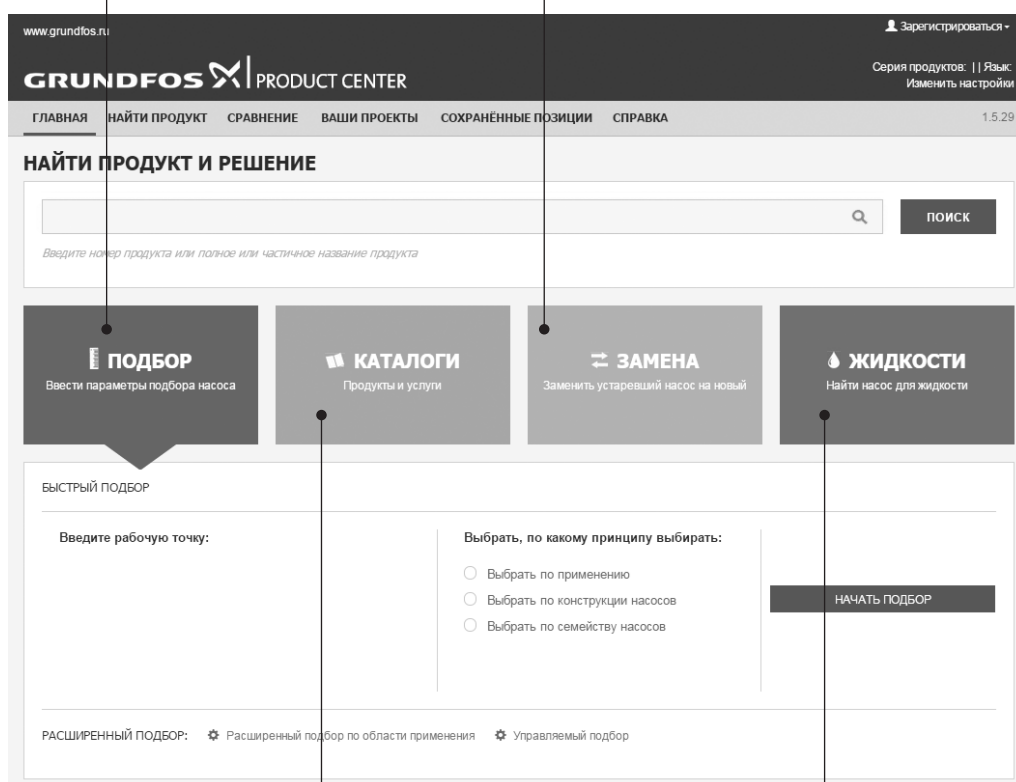 www.grundfos.ru
Зарегистрироваться
GRUNDFOS PRODUCT CENTER
Серия продуктов: | | Язык:
Изменить настройки
ГЛАВНАЯ НАЙТИ ПРОДУКТ СРАВНЕНИЕ ВАШИ ПРОЕКТЫ СОХРАНЁННЫЕ ПОЗИЦИИ СПРАВКА 1.5.29
НАЙТИ ПРОДУКТ И РЕШЕНИЕ
ПОИСК
Введите номер продукта или полное или частичное название продукта
ПОДБОР
Ввести параметры подбора насоса
КАТАЛОГИ
Продукты и услуги
ЗАМЕНА
Заменить устаревший насос на новый
ЖИДКОСТИ
Найти насос для жидкости
БЫСТРЫЙ ПОДБОР
Введите рабочую точку:
Выбрать, по какому принципу выбирать:
Выбрать по применению
Выбрать по конструкции насосов
Выбрать по семейству насосов
НАЧАТЬ ПОДБОР
РАСШИРЕННЫЙ ПОДБОР: Расширенный подбор по области применения Управляемый подбор